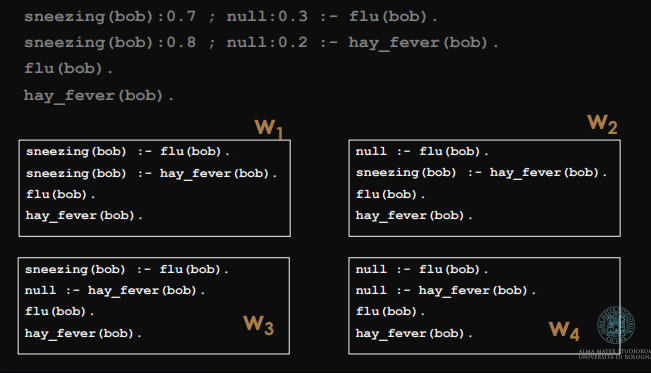 sneezing(bob):0.7 ; null:0.3 :- flu(bob).
sneezing(bob):0.8 ; null:0.2 :- hay_fever(bob).
flu(bob).
hay_fever(bob).
W1
sneezing(bob) :- flu(bob).
sneezing(bob) :- hay_fever(bob).
flu(bob).
hay_fever(bob).
W2
null :- flu(bob).
sneezing(bob) :- hay_fever(bob).
flu(bob).
hay_fever(bob).
sneezing(bob) :- flu(bob).
null :- hay_fever(bob).
flu(bob).
hay_fever(bob).
W3
null :- flu(bob).
null :- hay_fever(bob).
flu(bob).
hay_fever(bob).
W4
ALMA MATER STUDIORUM
UNIVERSITÀ DI BOLOGNA